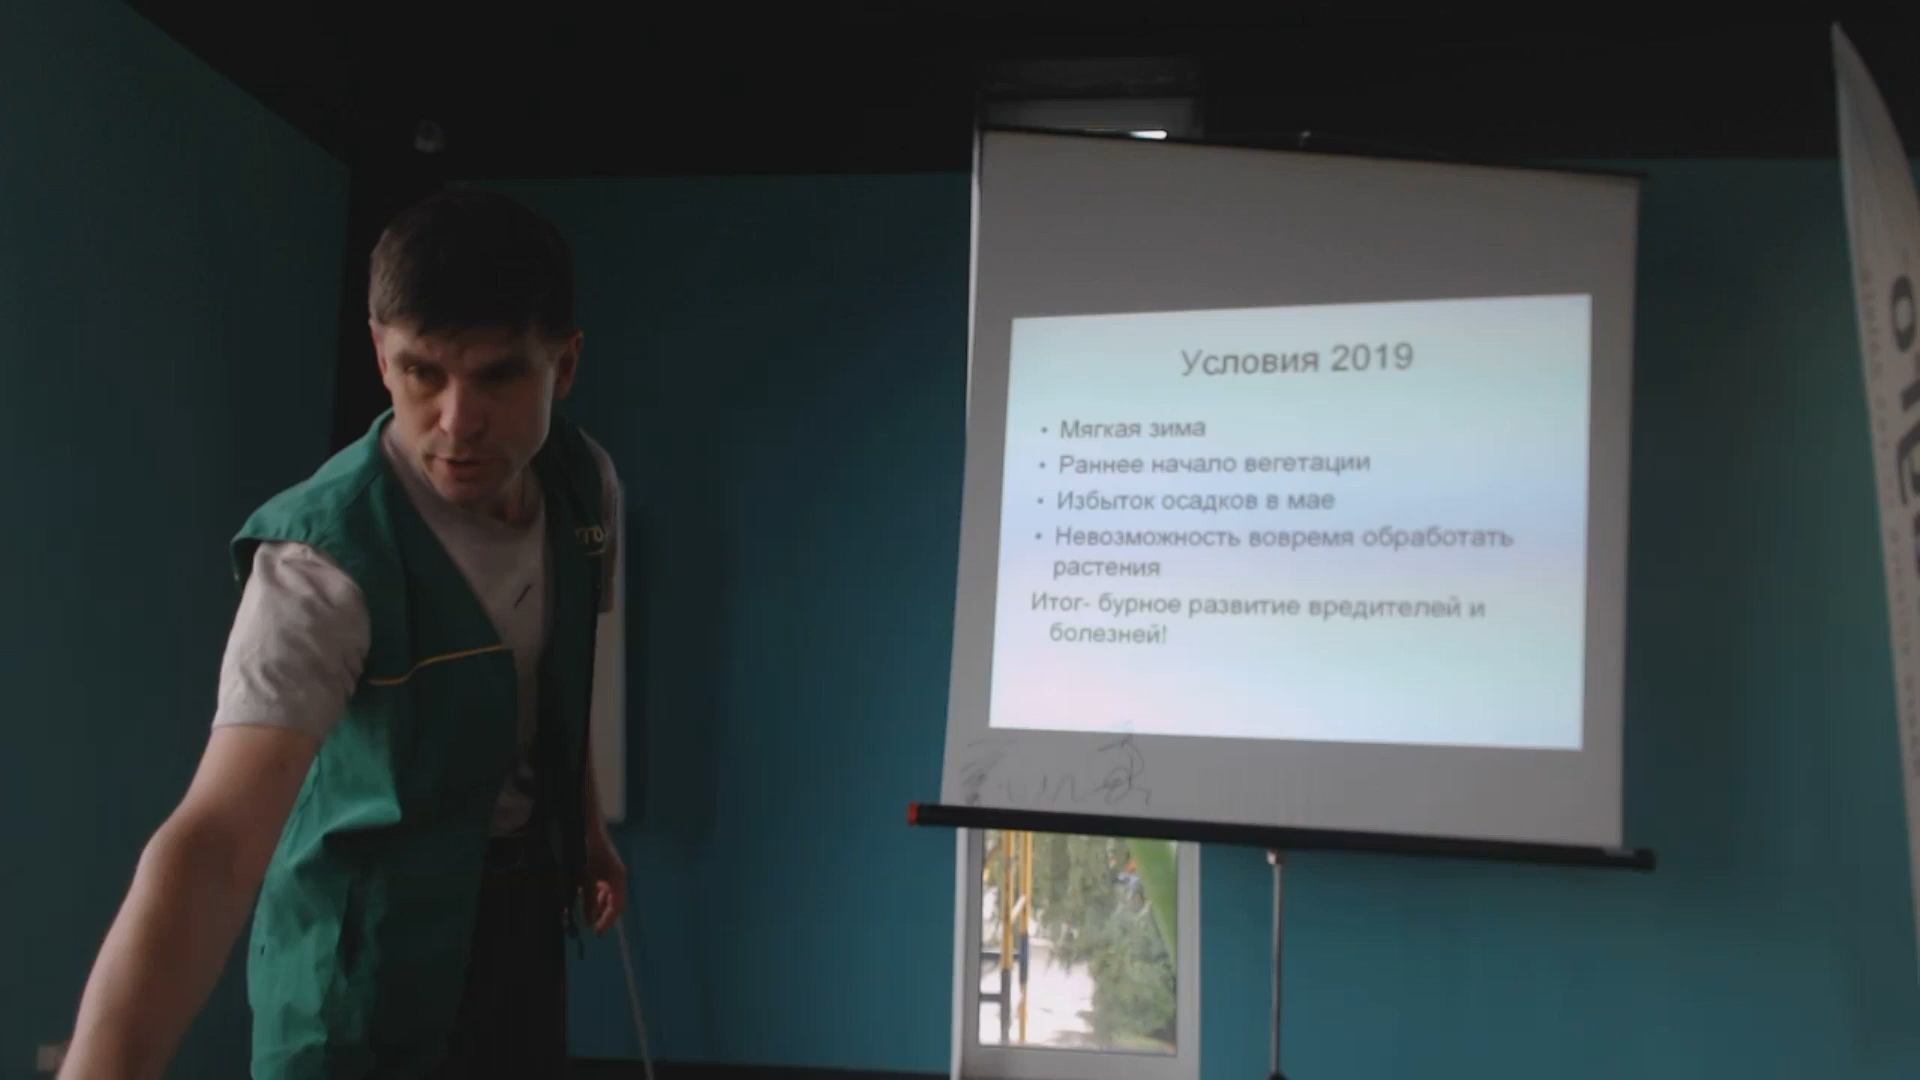 Условия 2019
• Мягкая зима
• Раннее начало вегетации
• Избыток осадков в мае
• Невозможность вовремя обработать
растения
Итог- бурное развитие вредителей и
болезней!